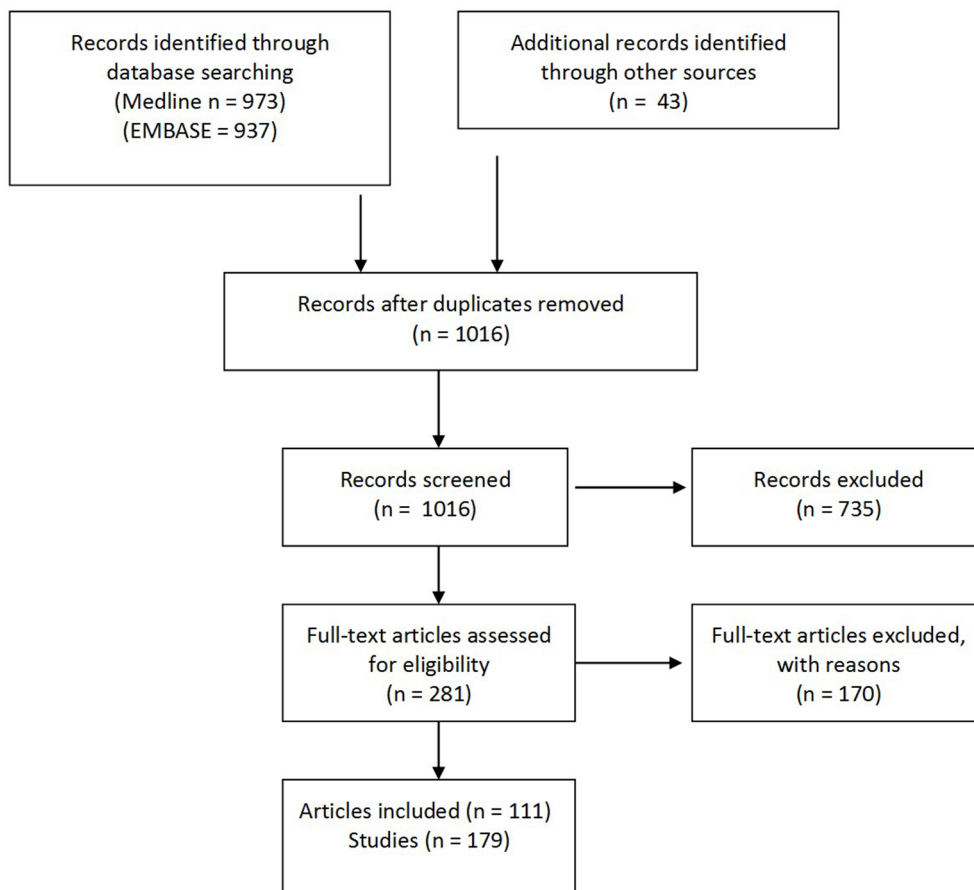 Records identified through
database searching
(Medline n = 973)
(EMBASE = 937)
Additional records identified
through other sources
(n = 43)
Records after duplicates removed
(n = 1016)
Records screened
(n = 1016)
Records excluded
(n = 735)
Full-text articles assessed
for eligibility
(n = 281)
Full-text articles excluded,
with reasons
(n = 170)
Articles included (n = 111)
Studies (n = 179)